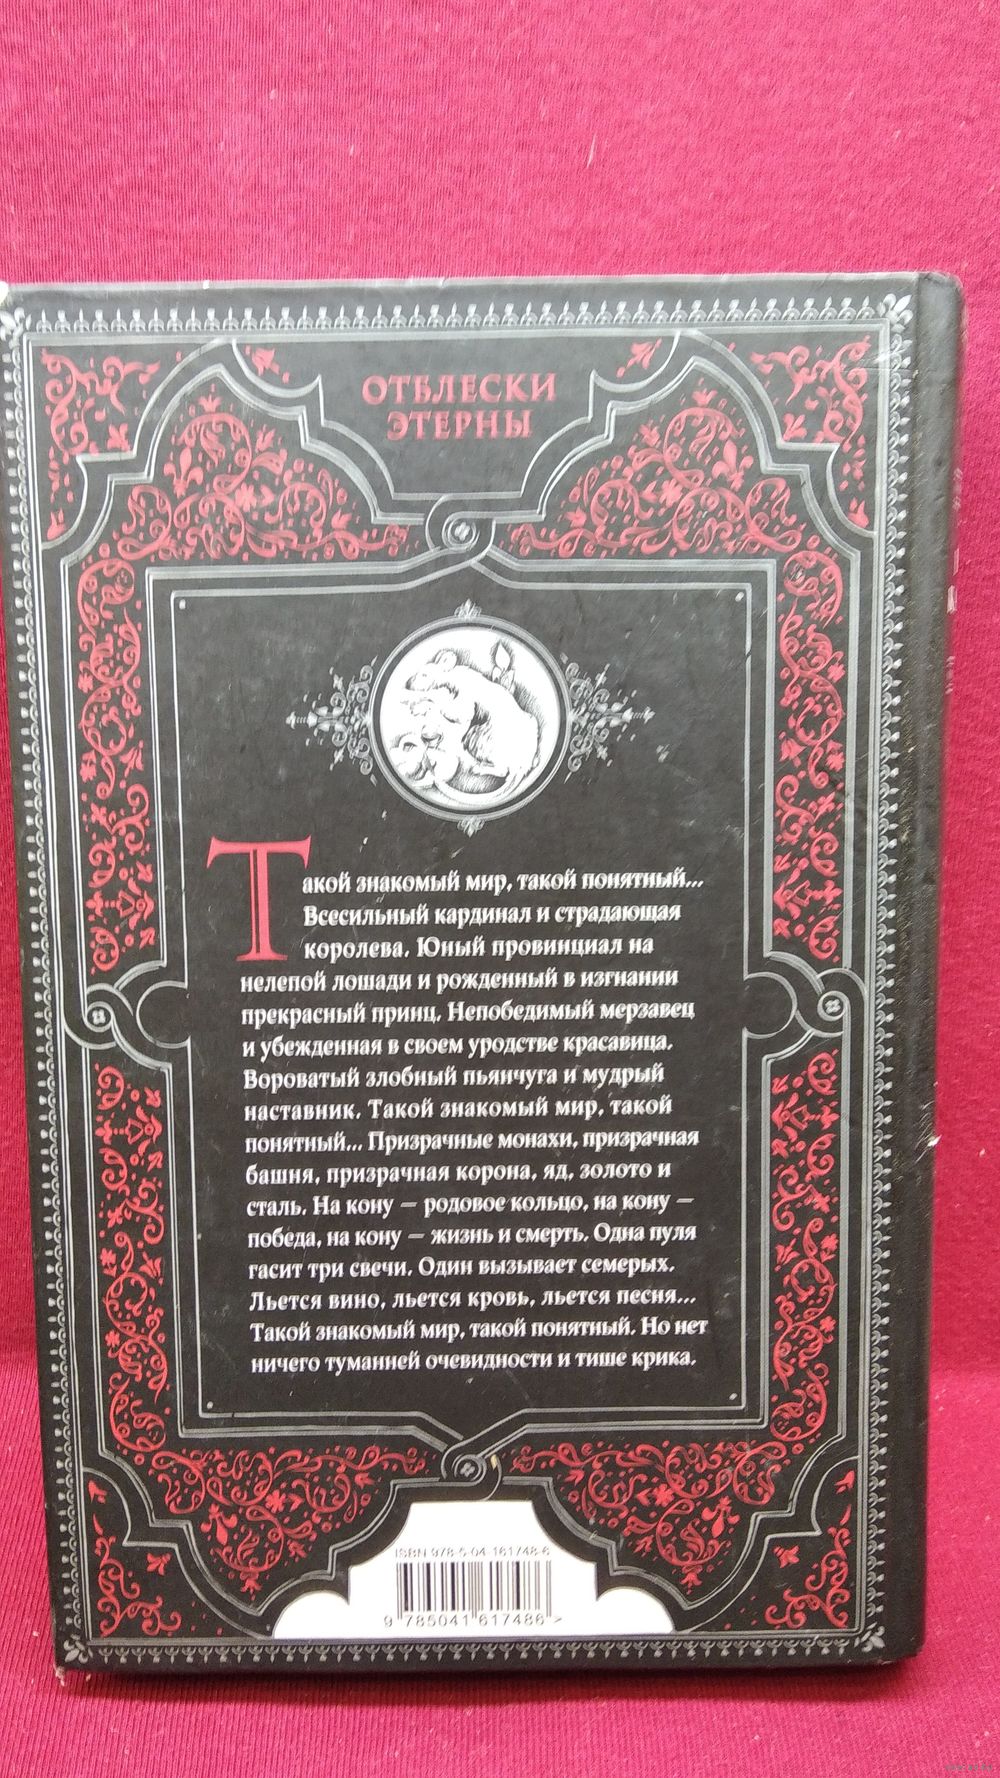 ОТБЛЕСКИ
ЭТЕРНЫ
Такой знакомый мир, такой понятный...
Всесильный кардинал и страдающая
королева. Юный провинциал на
нелепой лошади и рожденный в изгнании
прекрасный принц. Непобедимый мерзавец
и убежденная в своем уродстве красавица.
Вороватый злобный пьянчуга и мудрый
наставник. Такой знакомый мир, такой
понятный... Призрачные монахи, призрачная
башня, призрачная корона, яд, золото и
сталь. На кону — родовое кольцо, на кону —
победа, на кону — жизнь и смерть. Одна пуля
гасит три свечи. Один вызывает семерых.
Льется вино, льется кровь, льется песня...
Такой знакомый мир, такой понятный. Но нет
ничего туманней очевидности и тише крика.
ISBN 978-5-04-161748-6
9 785041 617486 >